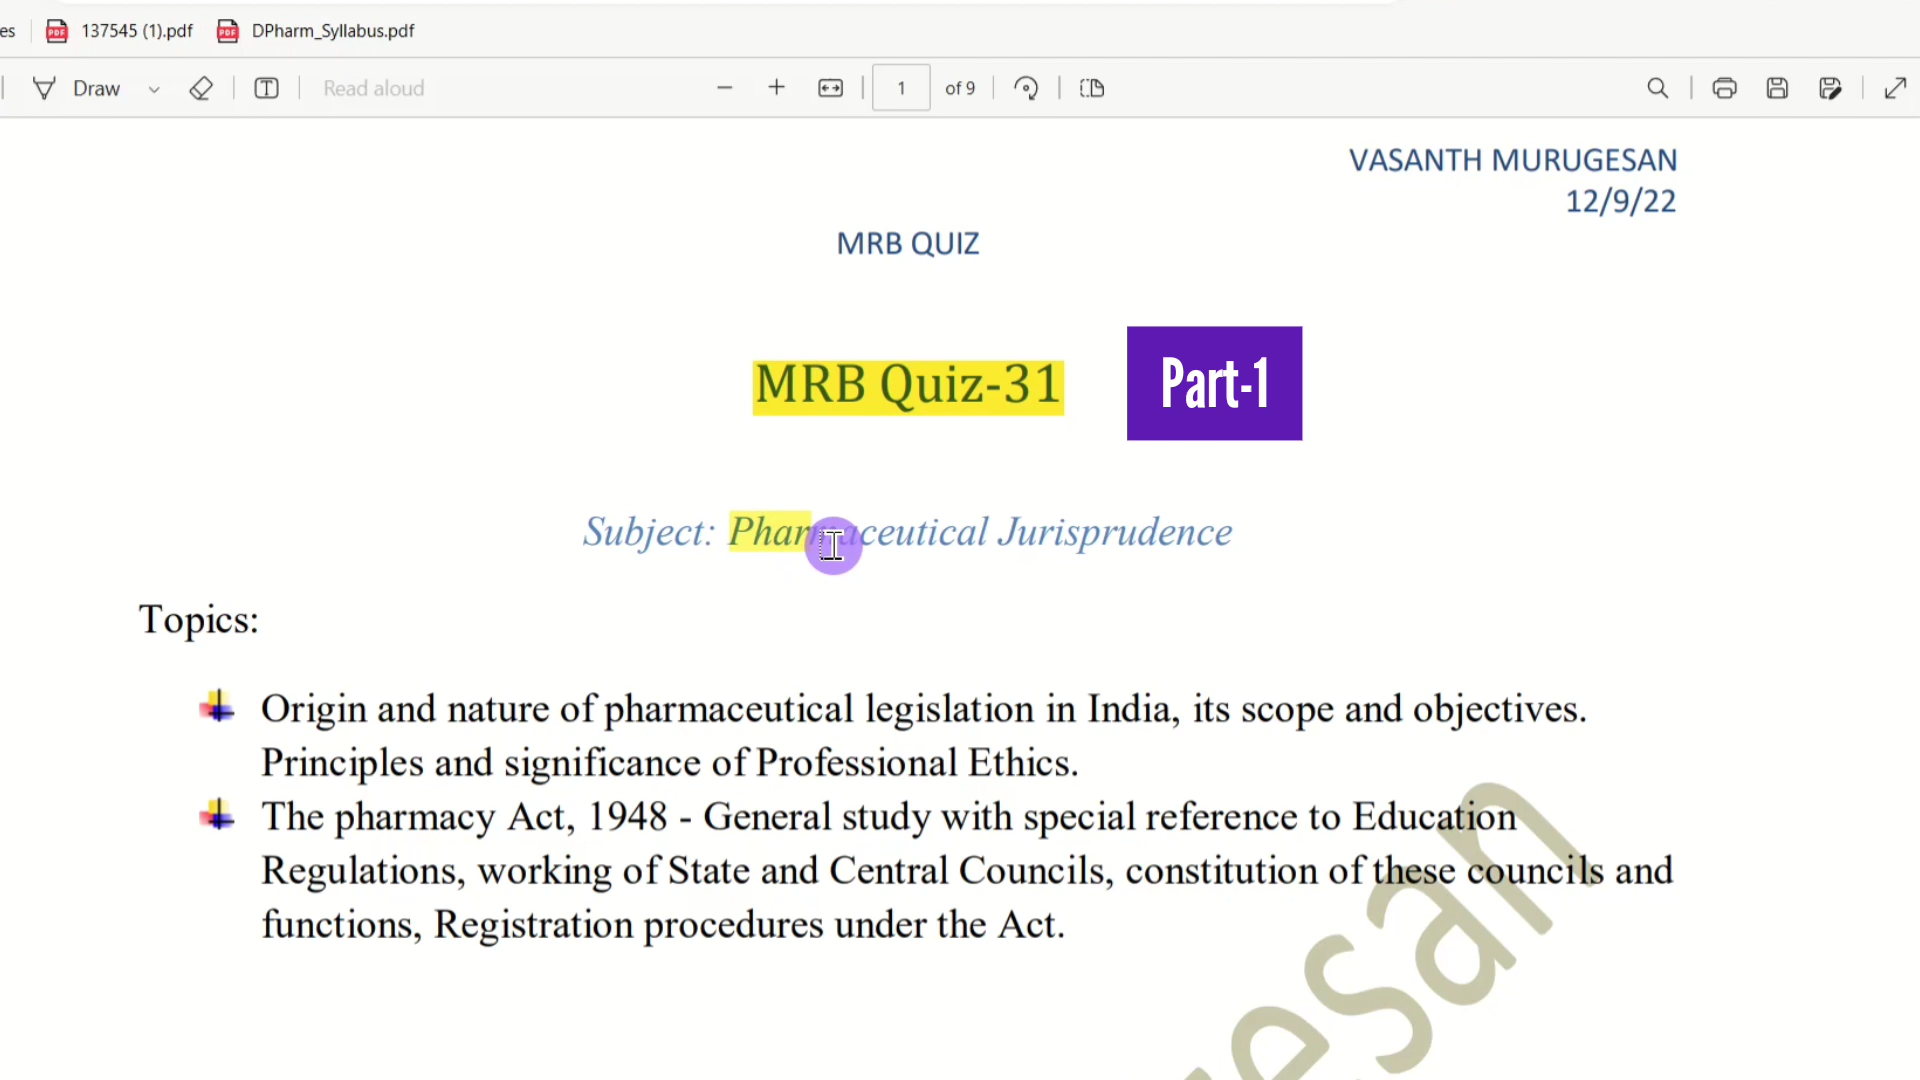 es 137545 (1).pdf DPharm_Syllabus.pdf
Draw Read aloud 1 of 9
VASANTH MURUGESAN
12/9/22
MRB QUIZ
MRB Quiz-31 Part-1
Subject: Pharmaceutical Jurisprudence
Topics:
Origin and nature of pharmaceutical legislation in India, its scope and objectives.
Principles and significance of Professional Ethics.
The pharmacy Act, 1948 - General study with special reference to Education
Regulations, working of State and Central Councils, constitution of these councils and
functions, Registration procedures under the Act.
esan